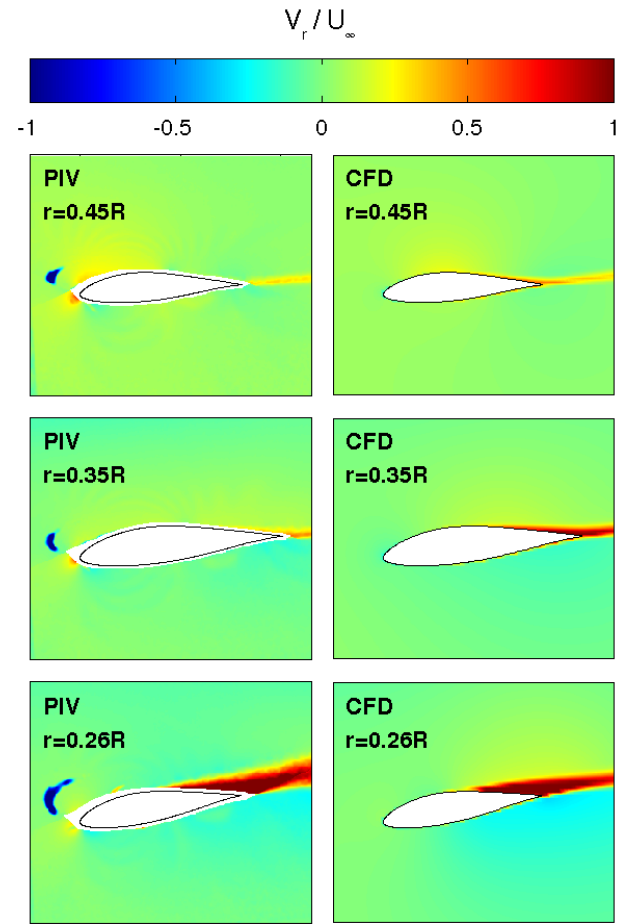 V_r / U_∞
-1 -0.5 0 0.5 1
PIV
r=0.45R
CFD
r=0.45R
PIV
r=0.35R
CFD
r=0.35R
PIV
r=0.26R
CFD
r=0.26R